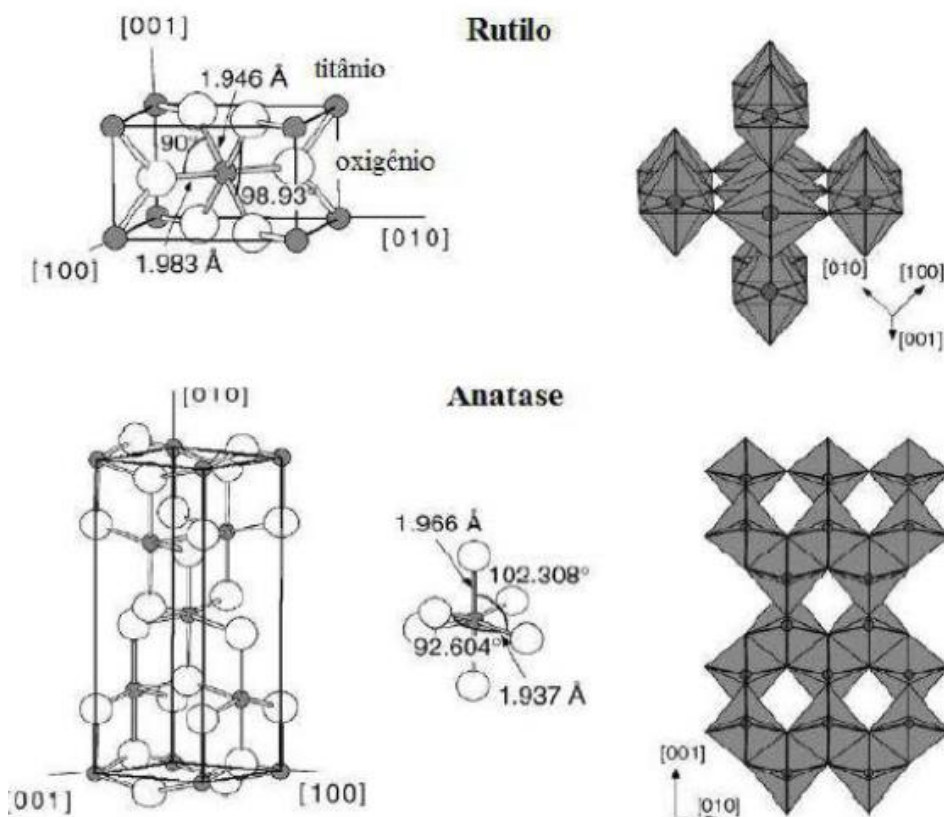 Rutilo
[001]
titânio
1.946 Å
90°
oxigênio
98.93°
[010]
[100]
1.983 Å
[010]
[100]
[001]
Anatase
[010]
1.966 Å
102.308°
92.604°
1.937 Å
[001]
[100]
[001]
[010]